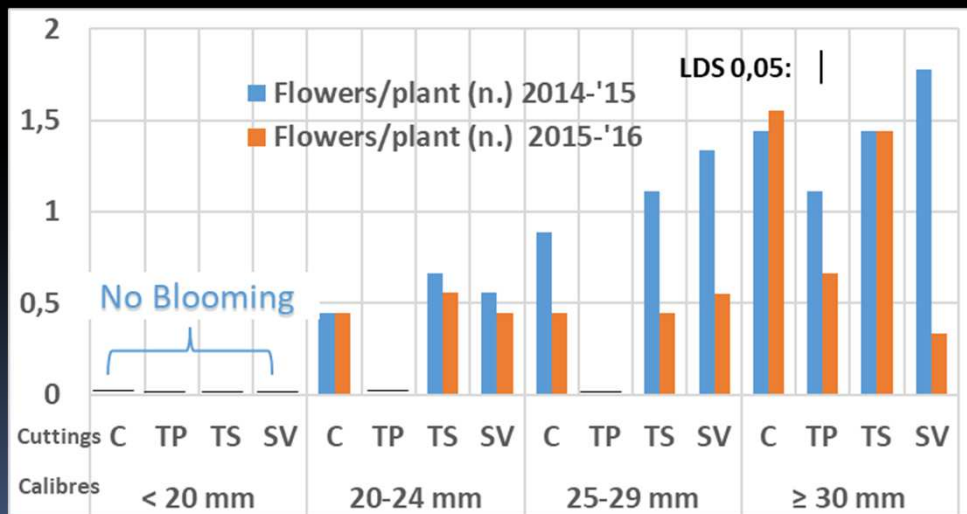 2
1,5
1
0,5
0
LDS 0,05:
Flowers/plant (n.) 2014-'15
Flowers/plant (n.) 2015-'16
No Blooming
Cuttings C TP TS SV C TP TS SV C TP TS SV C TP TS SV
Calibres < 20 mm 20-24 mm 25-29 mm ≥ 30 mm